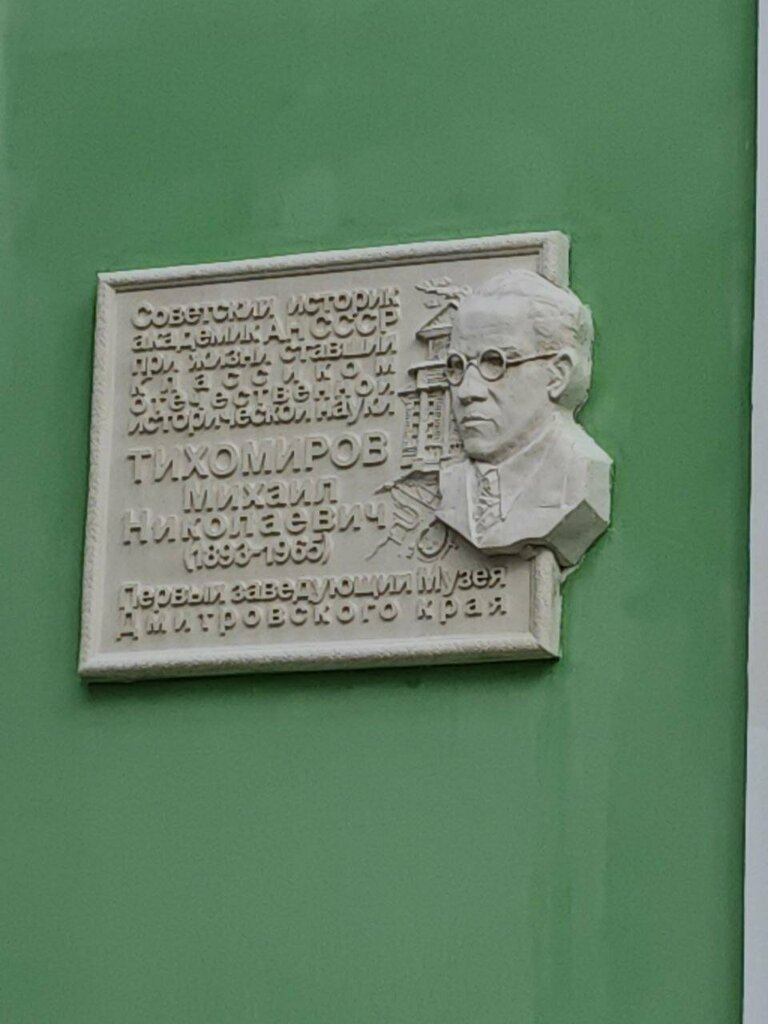 Советский историк
академик АН СССР
при жизни ставший
классиком
отечественной
исторической науки
ТИХОМИРОВ
Михаил
Николаевич
(1893-1965)
Первый заведующий Музея
Дмитровского края